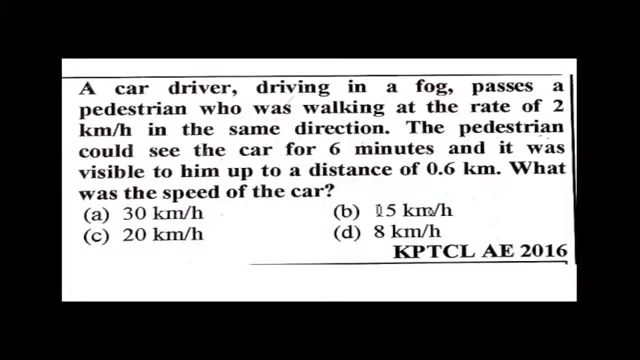 A car driver, driving in a fog, passes a
pedestrian who was walking at the rate of 2
km/h in the same direction. The pedestrian
could see the car for 6 minutes and it was
visible to him up to a distance of 0.6 km. What
was the speed of the car?
(a) 30 km/h (b) 15 km/h
(c) 20 km/h (d) 8 km/h
KPTCL AE 2016